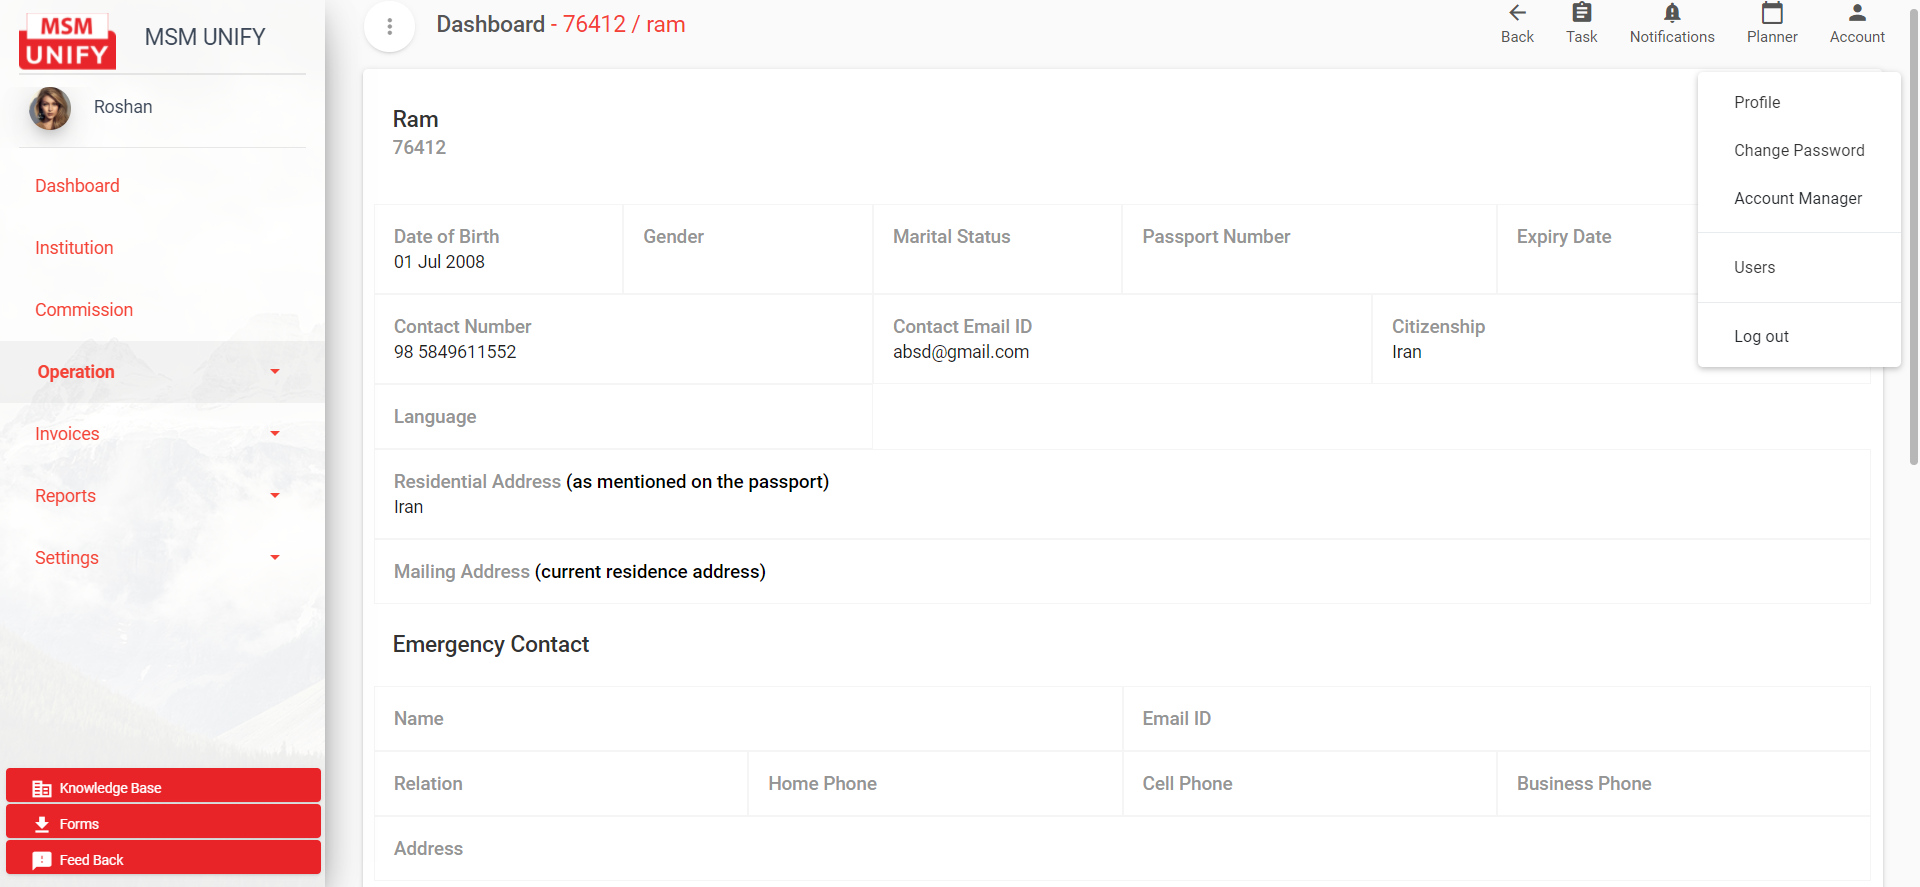 MSM
UNIFY
MSM UNIFY
Roshan
Dashboard
Institution
Commission
Operation
Invoices
Reports
Settings
Knowledge Base
Forms
Feed Back
Dashboard - 76412 / ram
Back
Task
Notifications
Planner
Account
Profile
Change Password
Account Manager
Users
Log out
Ram
76412
Date of Birth
01 Jul 2008
Gender
Marital Status
Passport Number
Expiry Date
Contact Number
98 5849611552
Contact Email ID
absd@gmail.com
Citizenship
Iran
Language
Residential Address (as mentioned on the passport)
Iran
Mailing Address (current residence address)
Emergency Contact
Name
Email ID
Relation
Home Phone
Cell Phone
Business Phone
Address